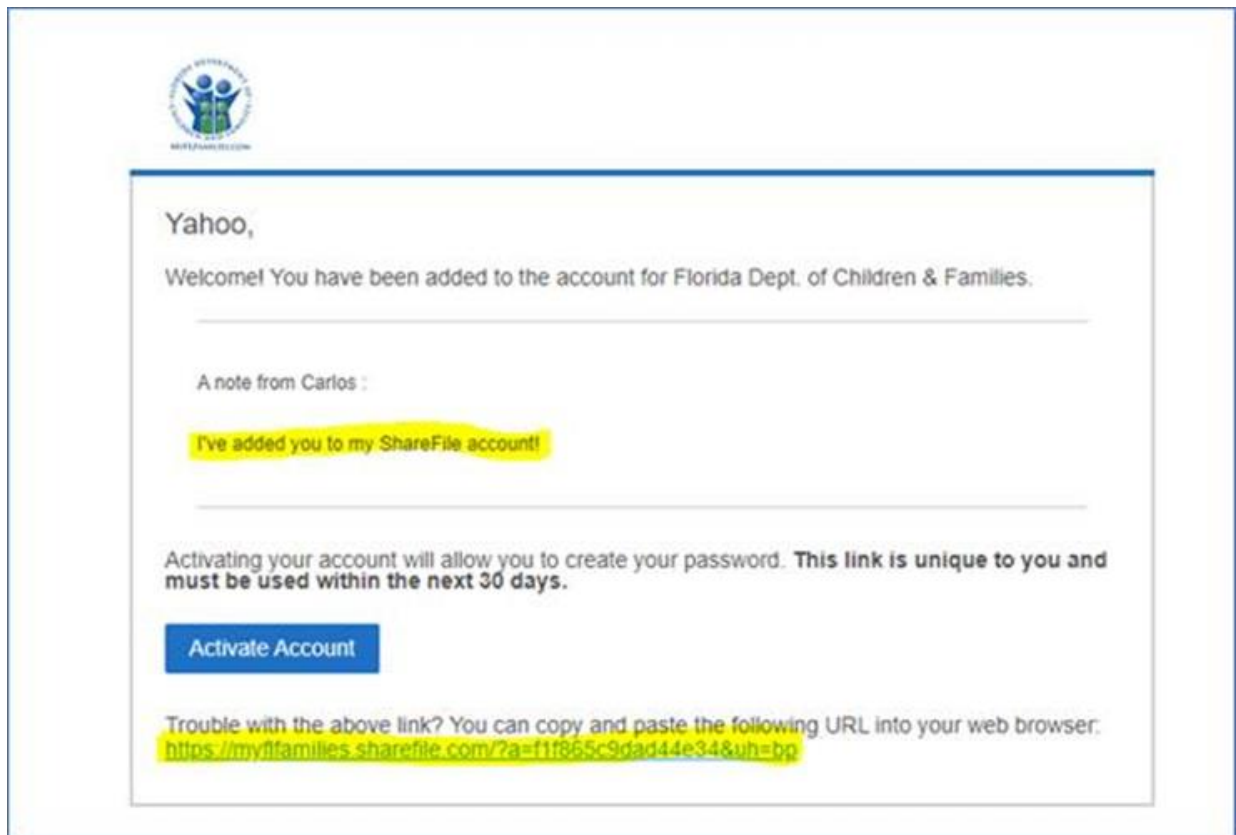 MYFLFAMILIES.COM
Yahoo,
Welcome! You have been added to the account for Florida Dept. of Children & Families.
A note from Carlos :
I've added you to my ShareFile account!
Activating your account will allow you to create your password. This link is unique to you and
must be used within the next 30 days.
Activate Account
Trouble with the above link? You can copy and paste the following URL into your web browser:
https://myflfamilies.sharefile.com/?a=f1f865c9dad44e34&uh=bp